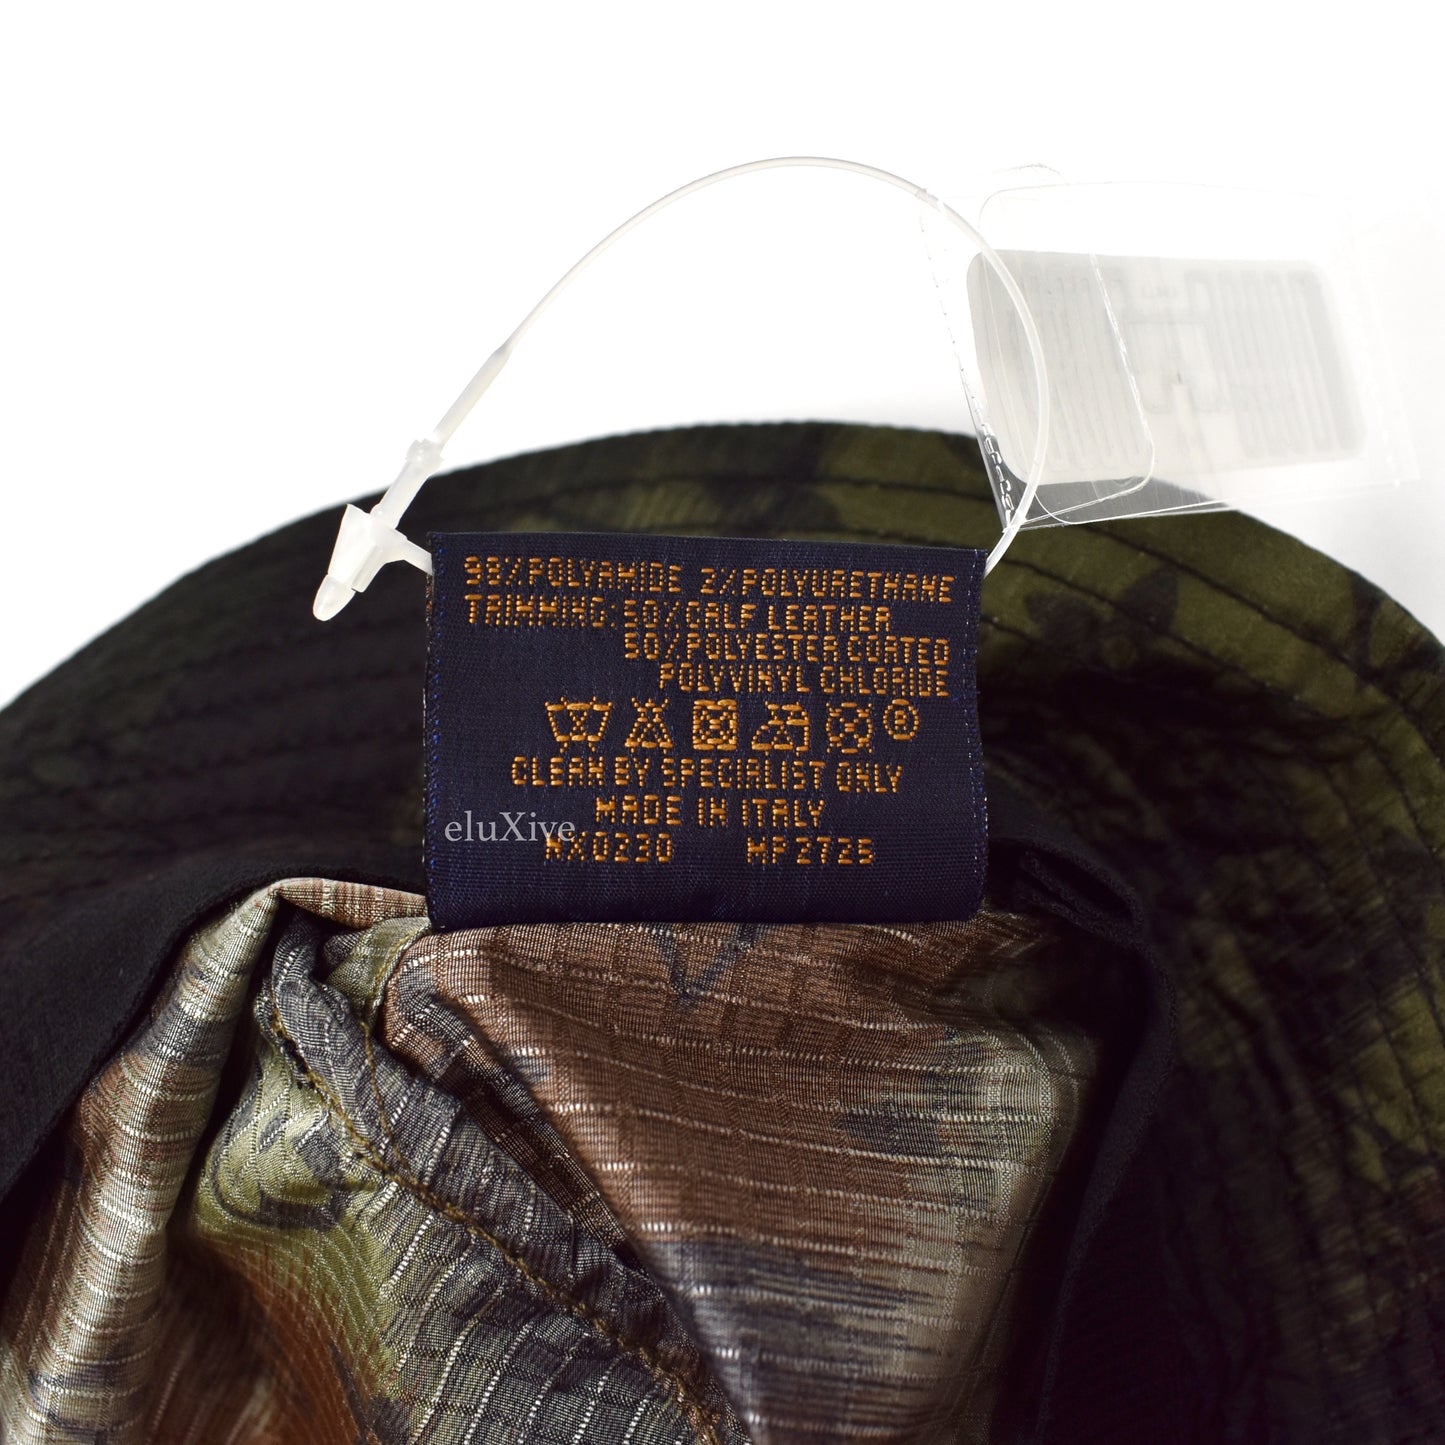 98% POLYAMIDE 2% POLYURETHANE
TRIMMING: 50% CALF LEATHER
50% POLYESTER COATED
POLYVINYL CHLORIDE
®
CLEAN BY SPECIALIST ONLY
MADE IN ITALY
eluXive
NX0230 MP2725